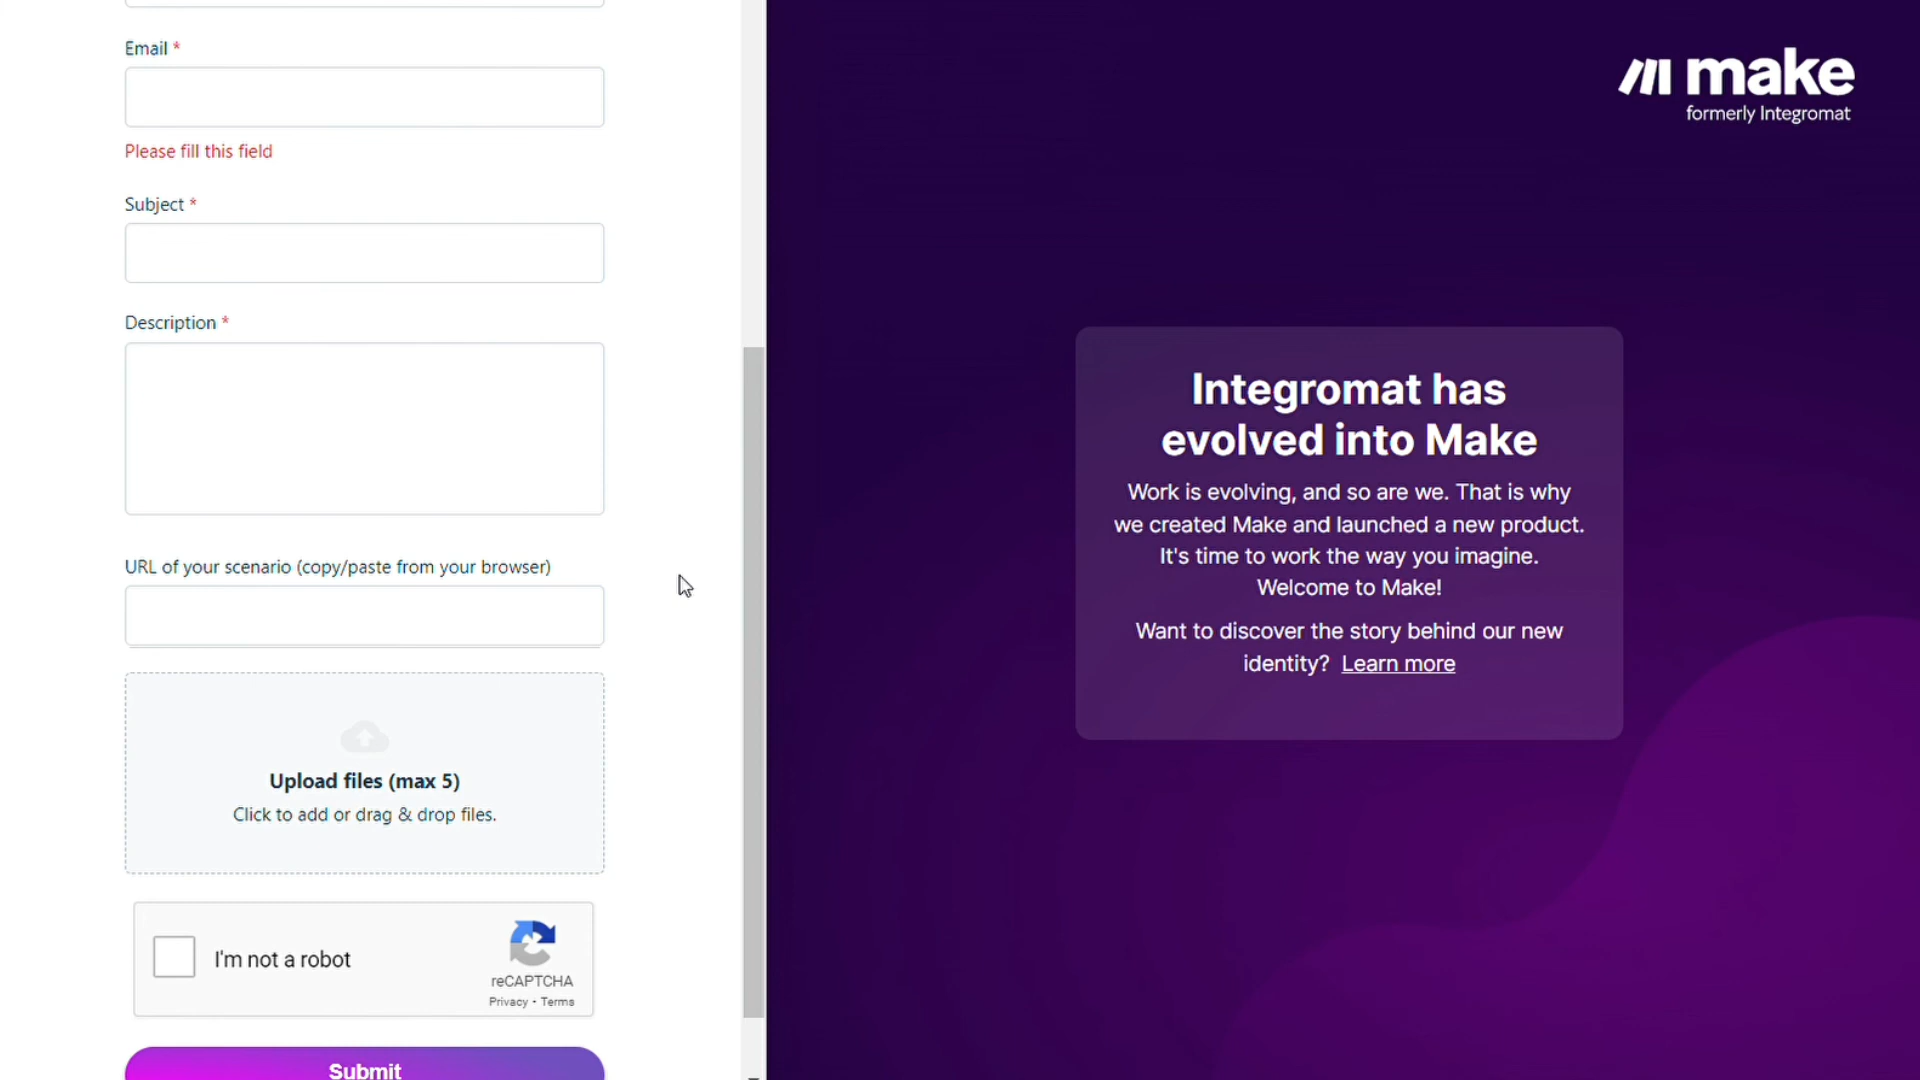 Email *
Please fill this field
Subject *
Description *
URL of your scenario (copy/paste from your browser)
Upload files (max 5)
Click to add or drag & drop files.
I'm not a robot
reCAPTCHA
Privacy • Terms
Submit
make
formerly Integromat
Integromat has
evolved into Make
Work is evolving, and so are we. That is why
we created Make and launched a new product.
It's time to work the way you imagine.
Welcome to Make!
Want to discover the story behind our new
identity? Learn more